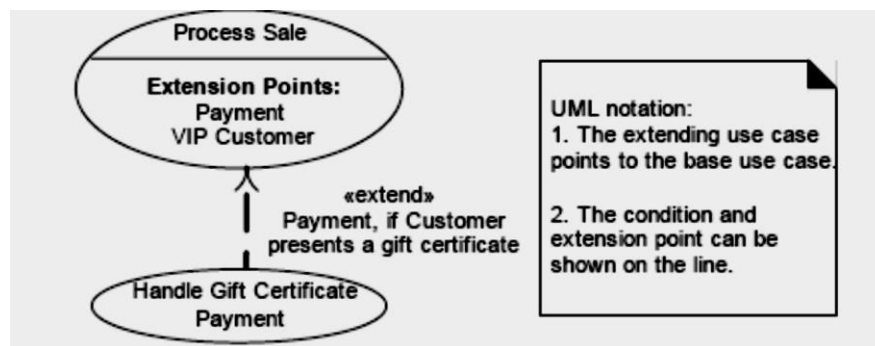 Process Sale
Extension Points:
Payment
VIP Customer
«extend»
Payment, if Customer
presents a gift certificate
Handle Gift Certificate
Payment
UML notation:
1. The extending use case
points to the base use case.
2. The condition and
extension point can be
shown on the line.